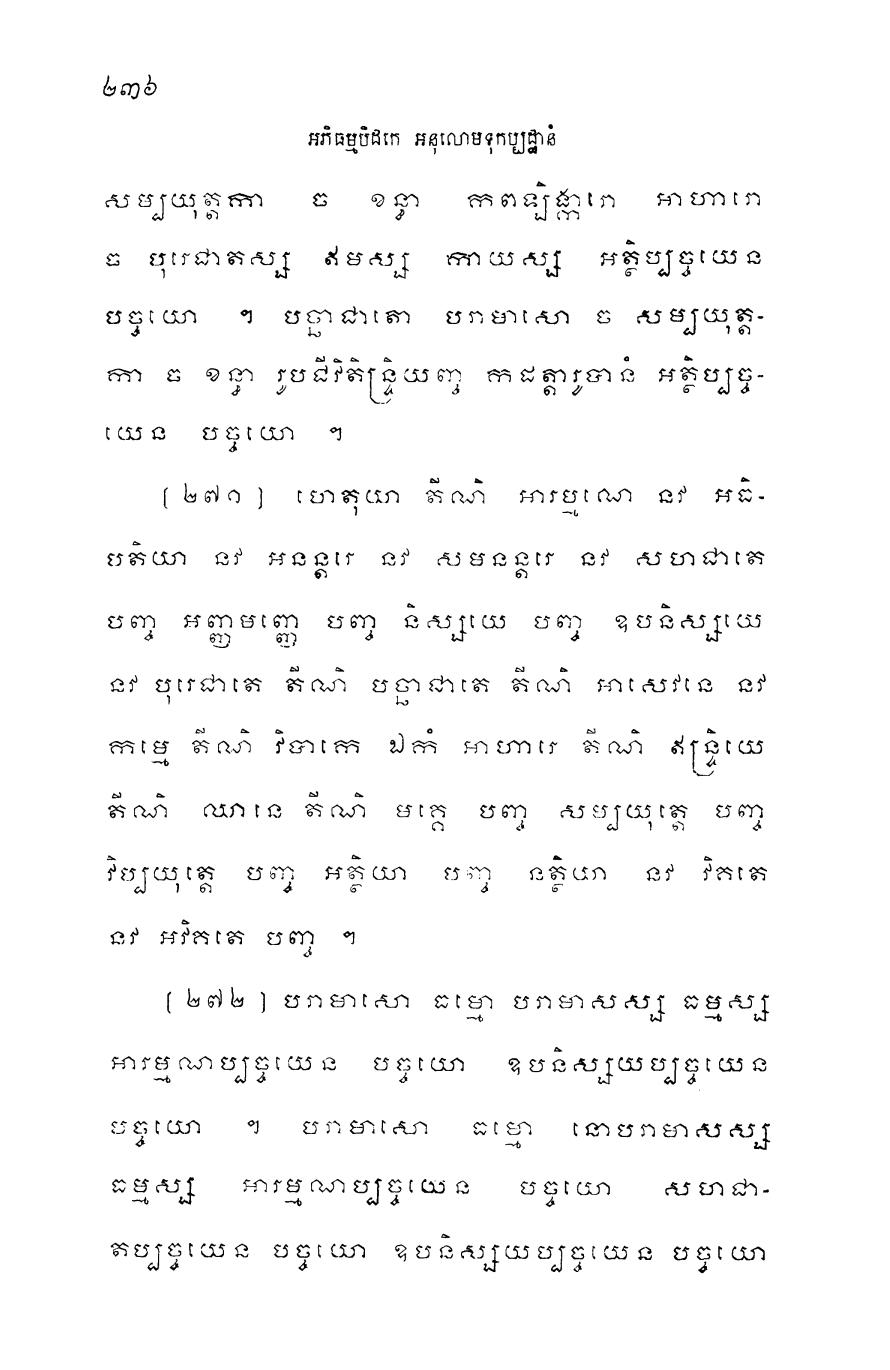 ២៣៦
អភិធម្មបិដកេ អនុលោមទុកប្បដ្ឋានំ
សម្បយុត្តកា ច ខន្ធា កពឡិង្ការោ អាហារោ
ច បុរេជាតស្ស ឥមស្ស កាយស្ស អត្ថិប្បច្ចយេន
បច្ចយោ ។ បច្ឆាជាតោ បរាមាសោ ច សម្បយុត្ត-
កា ច ខន្ធា រូបជីវិតិន្ទ្រិយញ្ច កដត្តារូបានំ អត្ថិប្បច្ច-
យេន បច្ចយោ ។
[ ២៧១ ] ហេតុយា តីណិ អារម្មណេ នវ អធិ-
បតិយា នវ អនន្តរេ នវ សមនន្តរេ នវ សហជាតេ
បញ្ច អញ្ញមញ្ញេ បញ្ច និស្សយេ បញ្ច ឧបនិស្សយេ
នវ បុរេជាតេ តីណិ បច្ឆាជាតេ តីណិ អាសេវនេ នវ
កម្មេ តីណិ វិបាកេ ឯកំ អាហារេ តីណិ ឥន្ទ្រិយេ
តីណិ ឈានេ តីណិ មគ្គេ បញ្ច សម្បយុត្តេ បញ្ច
វិប្បយុត្តេ បញ្ច អត្ថិយា បញ្ច នត្ថិយា នវ វិគតេ
នវ អវិគតេ បញ្ច ។
[ ២៧២ ] បរាមាសោ ធម្មោ បរាមាសស្ស ធម្មស្ស
អារម្មណប្បច្ចយេន បច្ចយោ ឧបនិស្សយប្បច្ចយេន
បច្ចយោ ។ បរាមាសោ ធម្មោ នោបរាមាសស្ស
ធម្មស្ស អារម្មណប្បច្ចយេន បច្ចយោ សហជា-
តប្បច្ចយេន បច្ចយោ ឧបនិស្សយប្បច្ចយេន បច្ចយោ